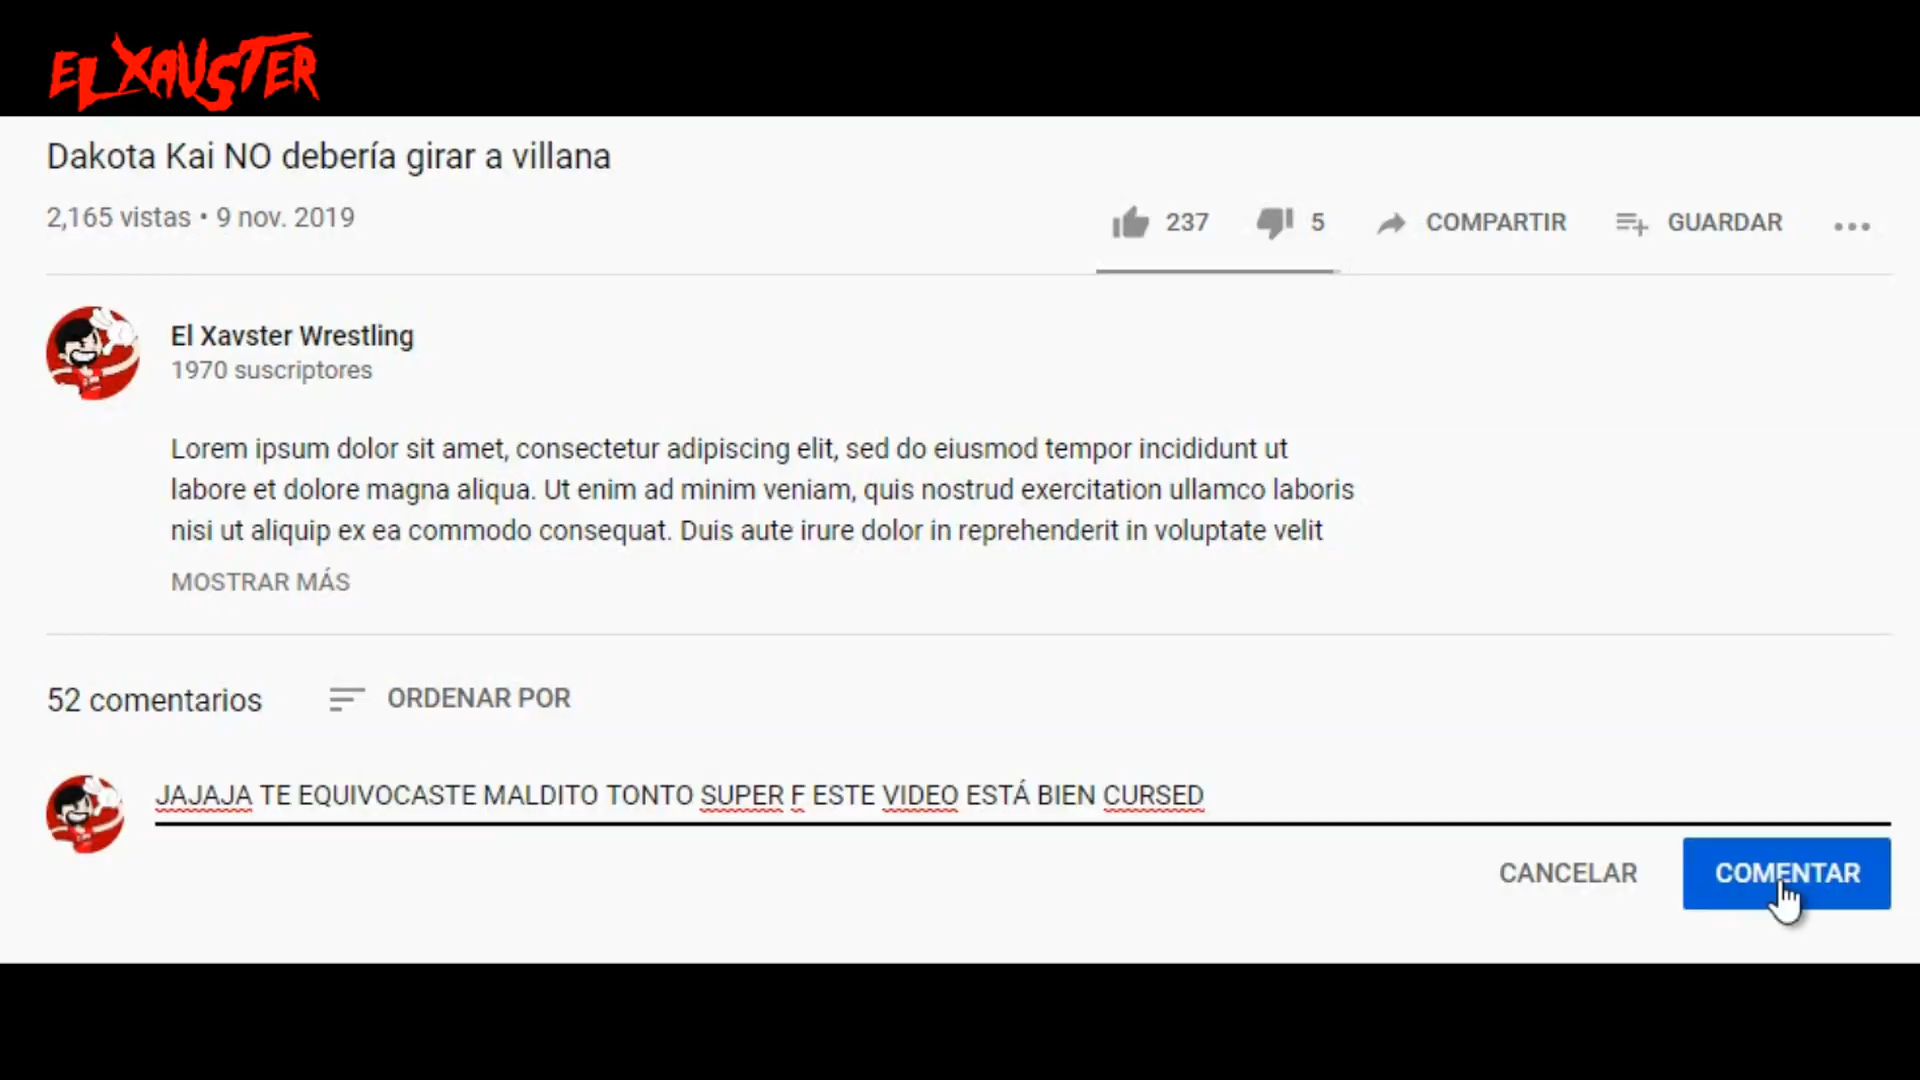 EL XAVSTER
Dakota Kai NO debería girar a villana
2,165 vistas • 9 nov. 2019
237 5 COMPARTIR GUARDAR ...
El Xavster Wrestling
1970 suscriptores
Lorem ipsum dolor sit amet, consectetur adipiscing elit, sed do eiusmod tempor incididunt ut
labore et dolore magna aliqua. Ut enim ad minim veniam, quis nostrud exercitation ullamco laboris
nisi ut aliquip ex ea commodo consequat. Duis aute irure dolor in reprehenderit in voluptate velit
MOSTRAR MÁS
52 comentarios ORDENAR POR
JAJAJA TE EQUIVOCASTE MALDITO TONTO SUPER F ESTE VIDEO ESTÁ BIEN CURSED
CANCELAR COMENTAR